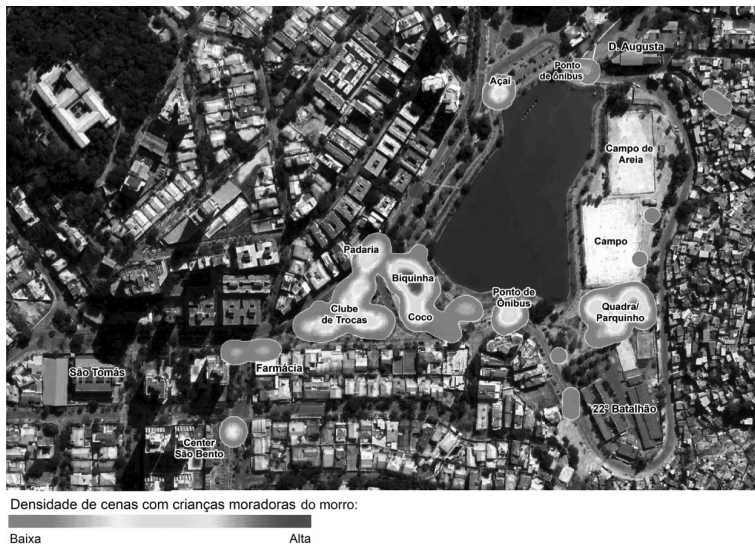 D. Augusta
Açaí
Ponto
de ônibus
Campo de
Areia
Campo
Padaria
Biquinha
Clube
de Trocas
Coco
Ponto de
Ônibus
Quadra/
Parquinho
São Tomás
Farmácia
22º Batalhão
Center
São Bento
Densidade de cenas com crianças moradoras do morro:
Baixa
Alta